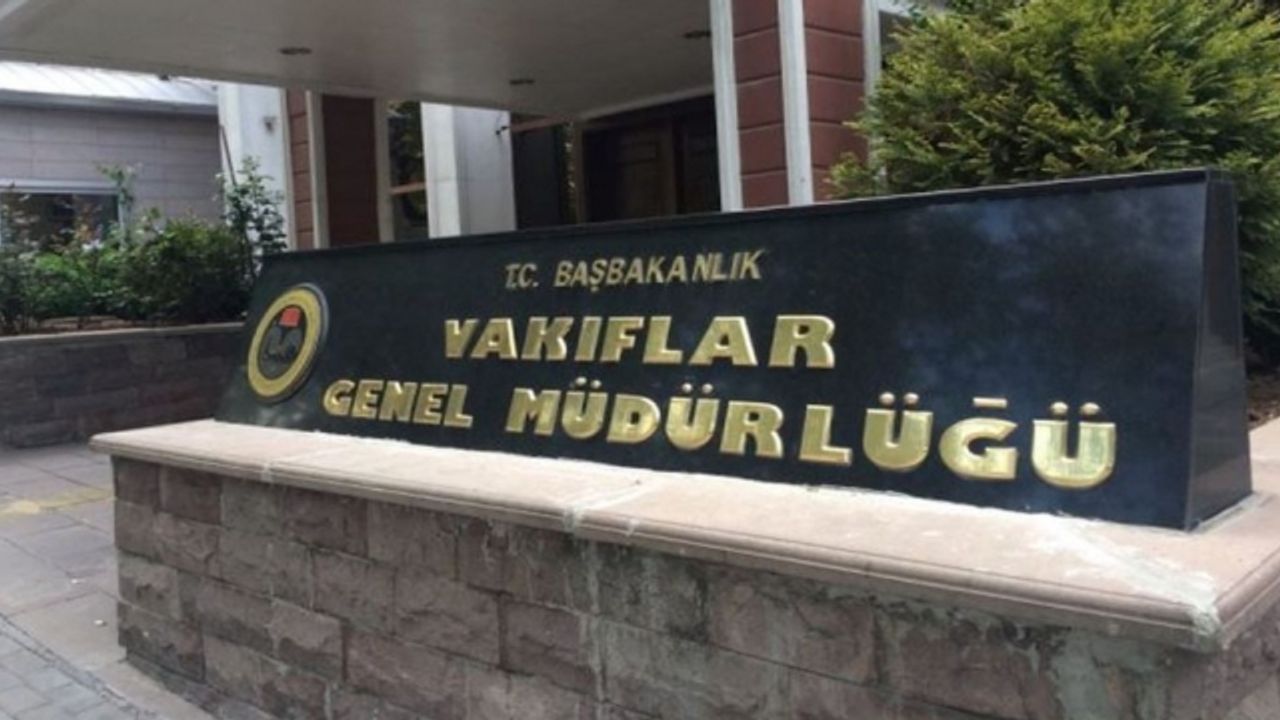 T.C. BAŞBAKANLIK
VAKIFLAR
GENEL MÜDÜRLÜĞÜ